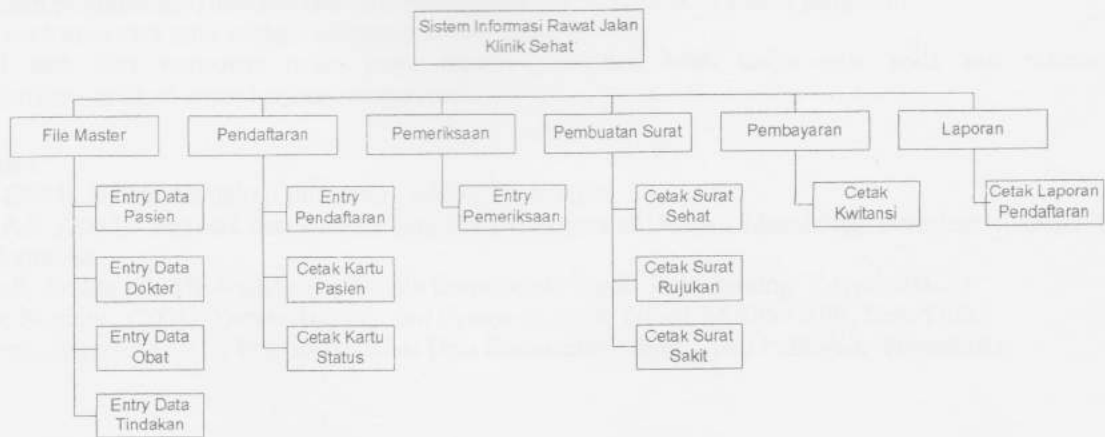 Sistem Informasi Rawat Jalan
Klinik Sehat
File Master
Pendaftaran
Pemeriksaan
Pembuatan Surat
Pembayaran
Laporan
Entry Data
Pasien
Entry
Pendaftaran
Entry
Pemeriksaan
Cetak Surat
Sehat
Cetak
Kwitansi
Cetak Laporan
Pendaftaran
Entry Data
Dokter
Cetak Kartu
Pasien
Cetak Surat
Rujukan
Entry Data
Obat
Cetak Kartu
Status
Cetak Surat
Sakit
Entry Data
Tindakan